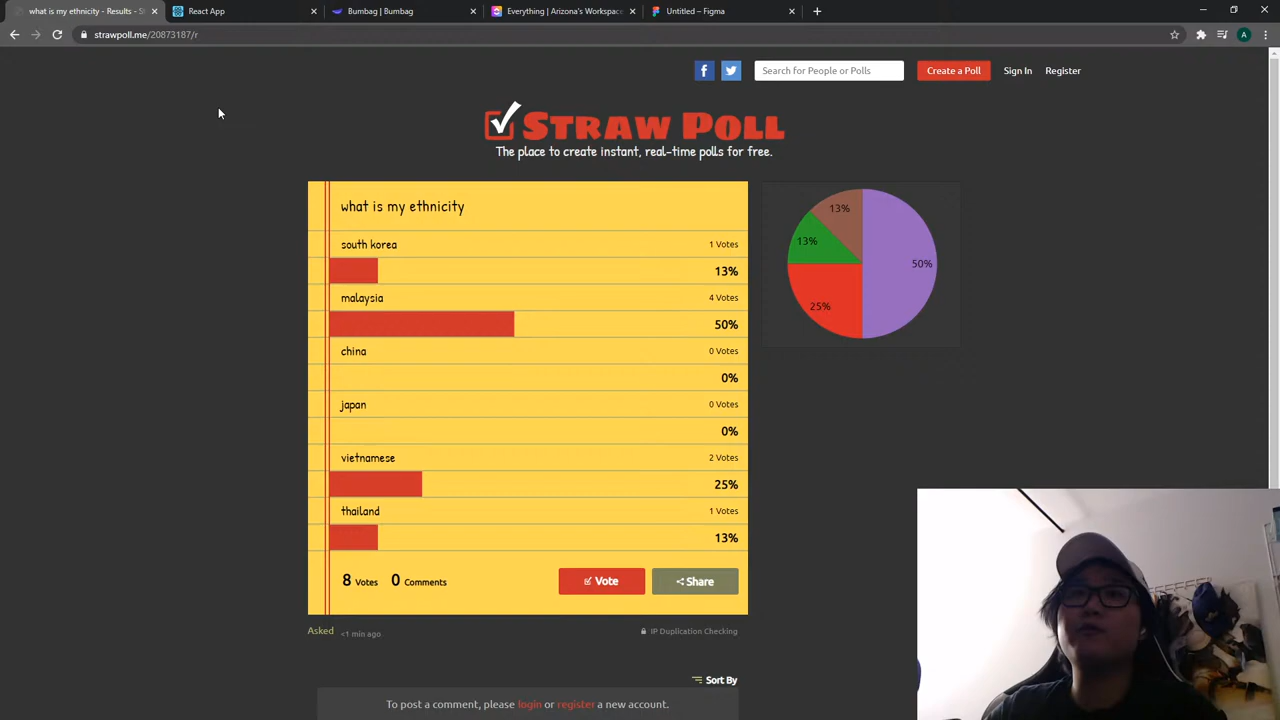 what is my ethnicity - Results - St
React App
Bumbag | Bumbag
Everything | Arizona's Workspace
Untitled – Figma
strawpoll.me/20873187/r
A
f
Search for People or Polls
Create a Poll
Sign In
Register
STRAW POLL
The place to create instant, real-time polls for free.
what is my ethnicity
south korea
1 Votes
13%
malaysia
4 Votes
50%
china
0 Votes
0%
japan
0 Votes
0%
vietnamese
2 Votes
25%
thailand
1 Votes
13%
8 Votes
0 Comments
Vote
Share
13%
13%
50%
25%
Asked <1 min ago
IP Duplication Checking
Sort By
To post a comment, please login or register a new account.